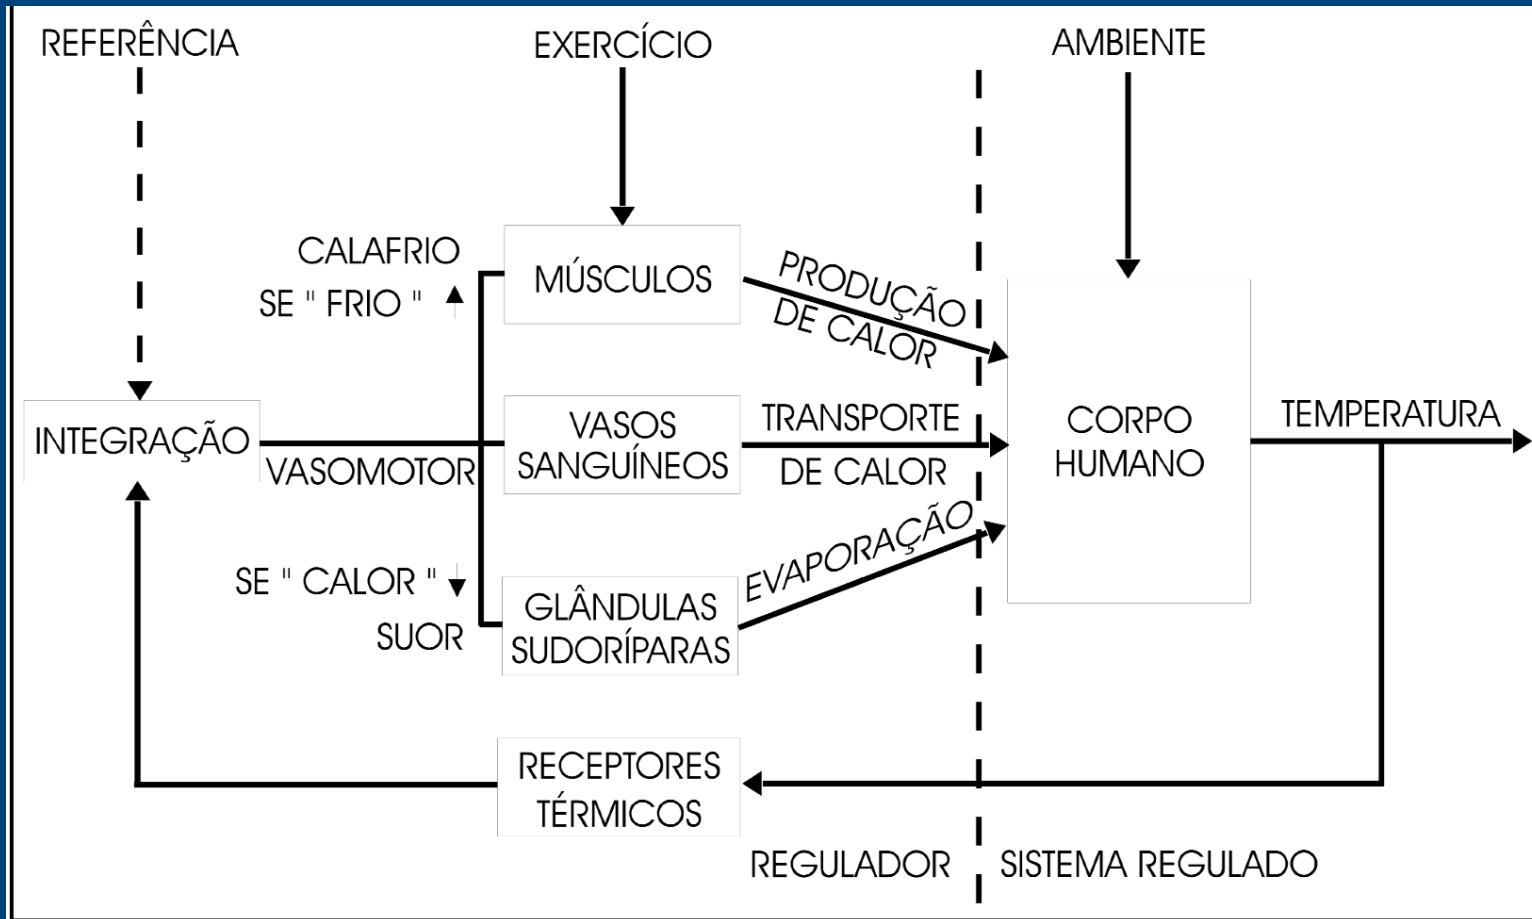 REFERÊNCIA
EXERCÍCIO
AMBIENTE
CALAFRIO
SE " FRIO "
MÚSCULOS
PRODUÇÃO
DE CALOR
INTEGRAÇÃO
VASOMOTOR
VASOS
SANGUÍNEOS
TRANSPORTE
DE CALOR
CORPO
HUMANO
TEMPERATURA
SE " CALOR "
SUOR
GLÂNDULAS
SUDORÍPARAS
EVAPORAÇÃO
RECEPTORES
TÉRMICOS
REGULADOR
SISTEMA REGULADO